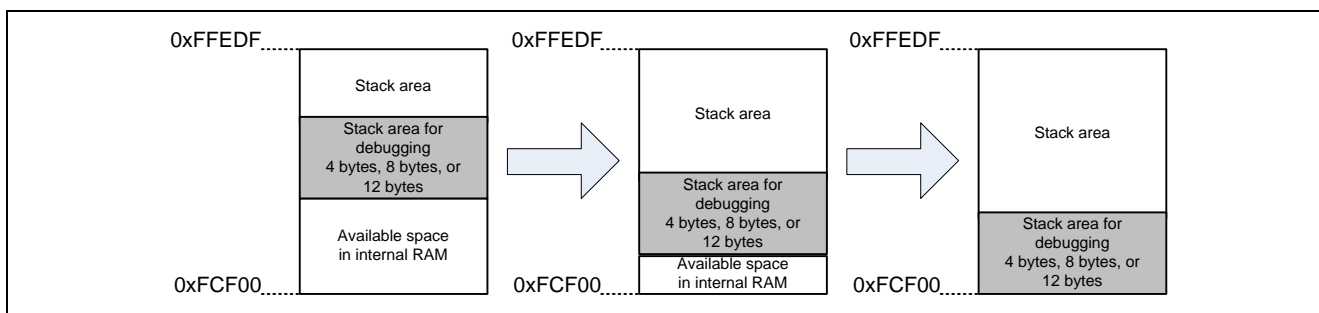 0xFFEDF
Stack area
Stack area for
debugging
4 bytes, 8 bytes, or
12 bytes
Available space
in internal RAM
0xFCF00
0xFFEDF
Stack area
Stack area for
debugging
4 bytes, 8 bytes, or
12 bytes
Available space
in internal RAM
0xFCF00
0xFFEDF
Stack area
Stack area for
debugging
4 bytes, 8 bytes, or
12 bytes
0xFCF00